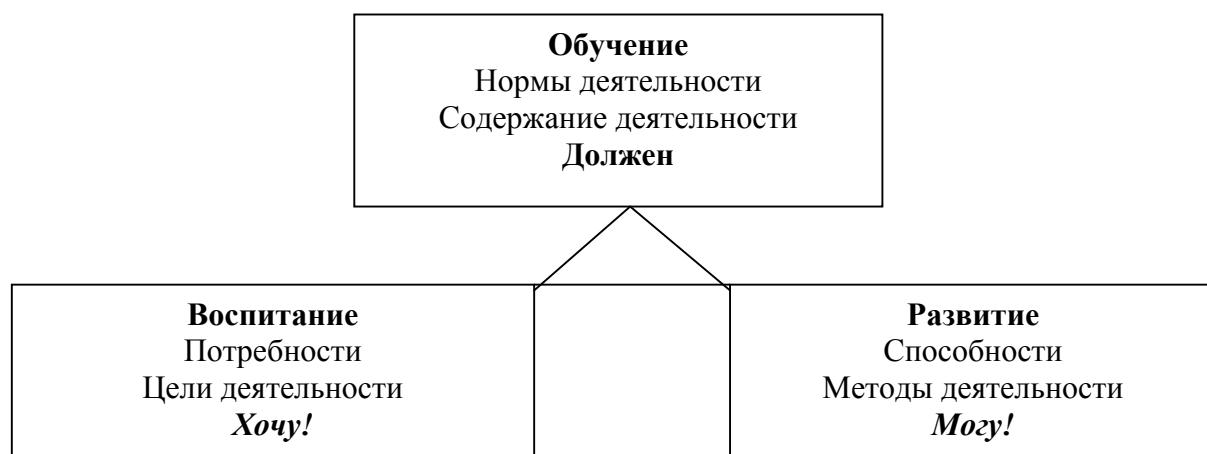 Обучение
Нормы деятельности
Содержание деятельности
Должен
Воспитание
Потребности
Цели деятельности
Хочу!
Развитие
Способности
Методы деятельности
Могу!